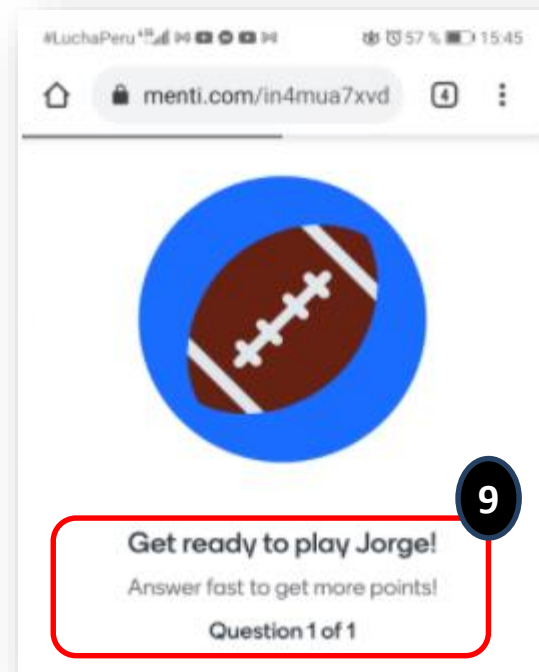 #LuchaPeru 57 % 15:45
menti.com/in4mua7xvd 4
9
Get ready to play Jorge!
Answer fast to get more points!
Question 1 of 1